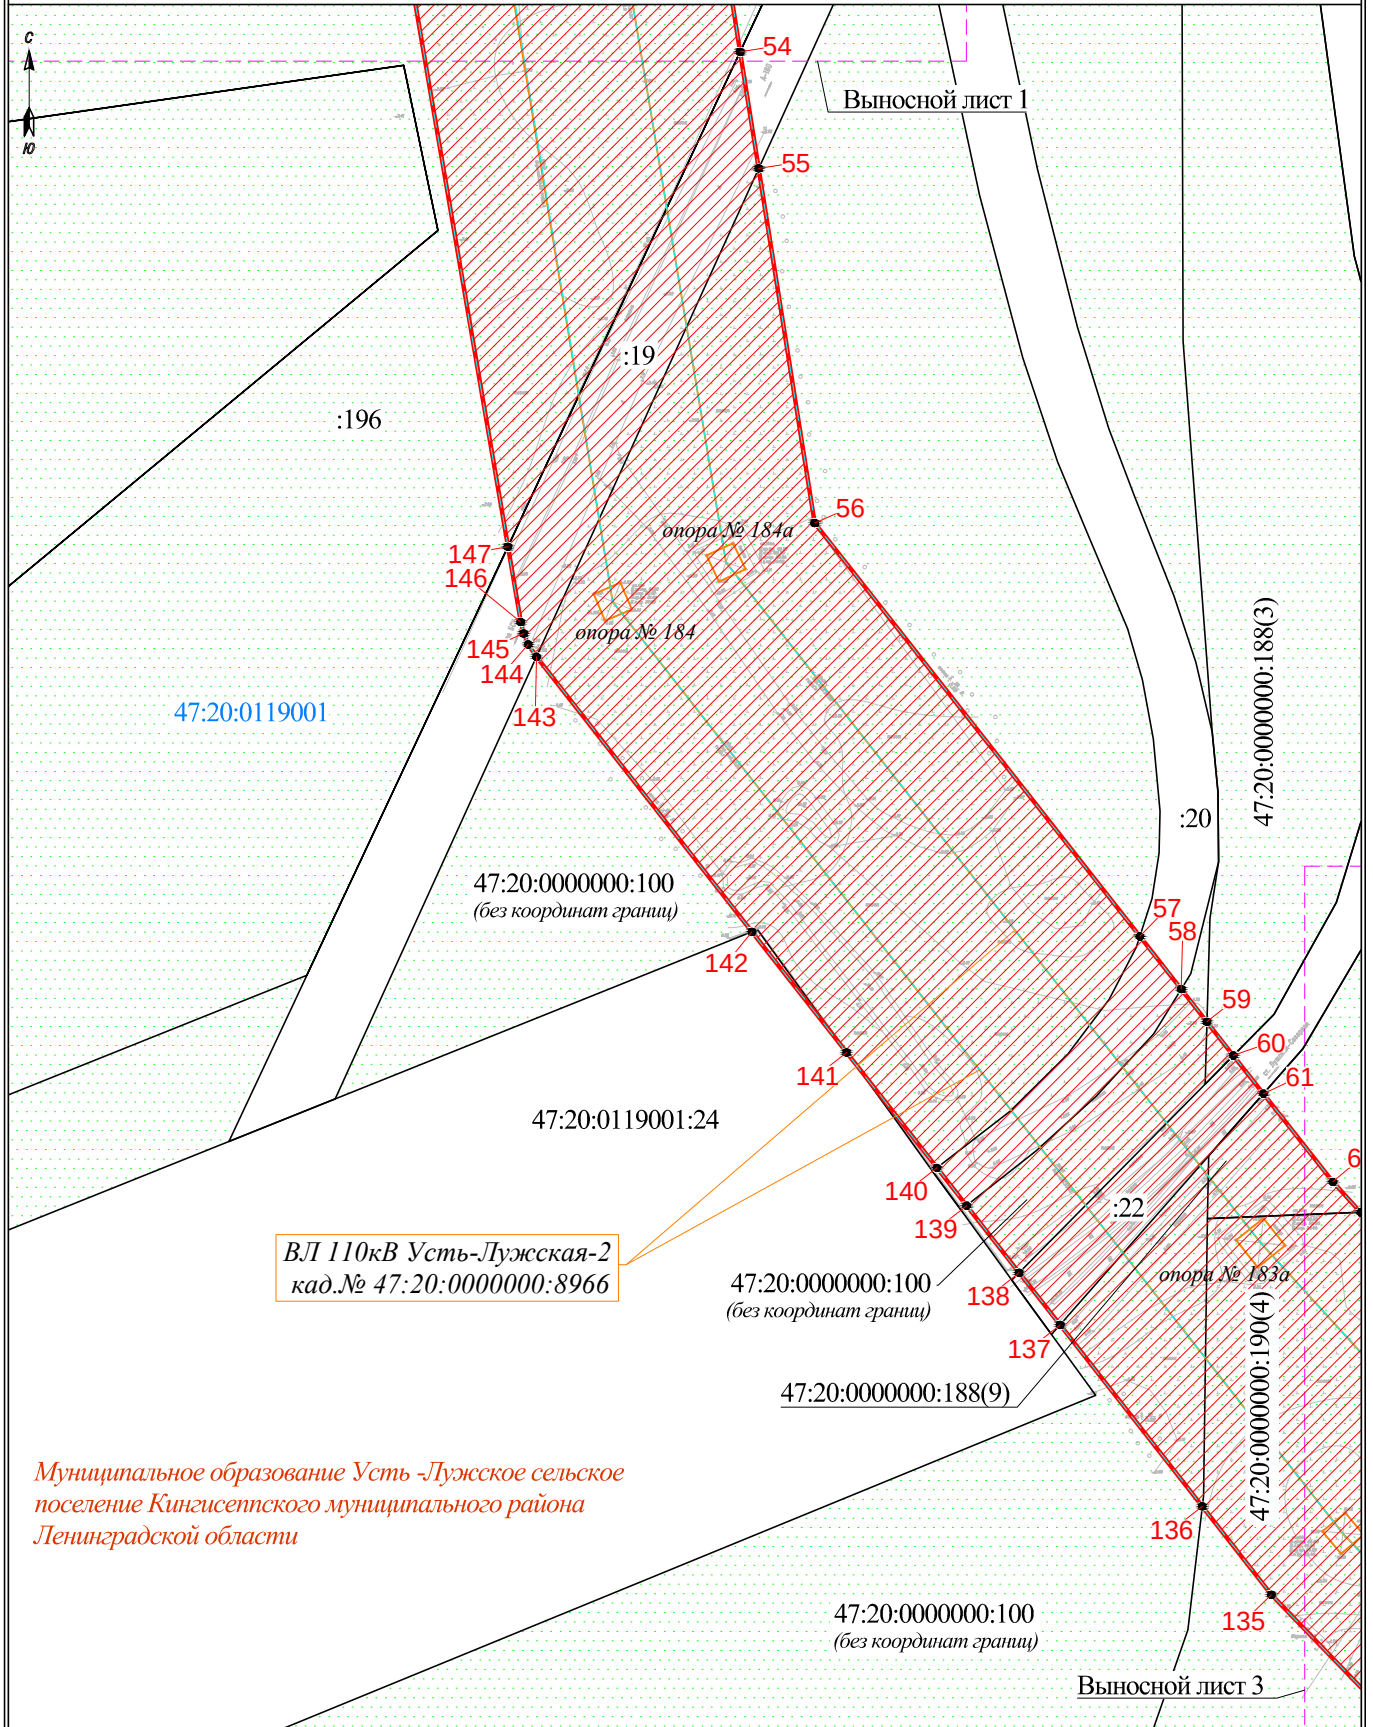 С
Ю
54
Выносной лист 1
55
:19
:196
56
опора № 184а
147
146
опора № 184
145
144
143
47:20:0119001
47:20:0000000:188(3)
:20
47:20:0000000:100
(без координат границ)
57
58
142
59
60
61
141
47:20:0119001:24
6
140
139
:22
ВЛ 110кВ Усть-Лужская-2
кад.№ 47:20:0000000:8966
опора № 183а
47:20:0000000:100
(без координат границ)
138
137
47:20:0000000:190(4)
47:20:0000000:188(9)
Муниципальное образование Усть -Лужское сельское
поселение Кингисеппского муниципального района
Ленинградской области
136
135
47:20:0000000:100
(без координат границ)
Выносной лист 3